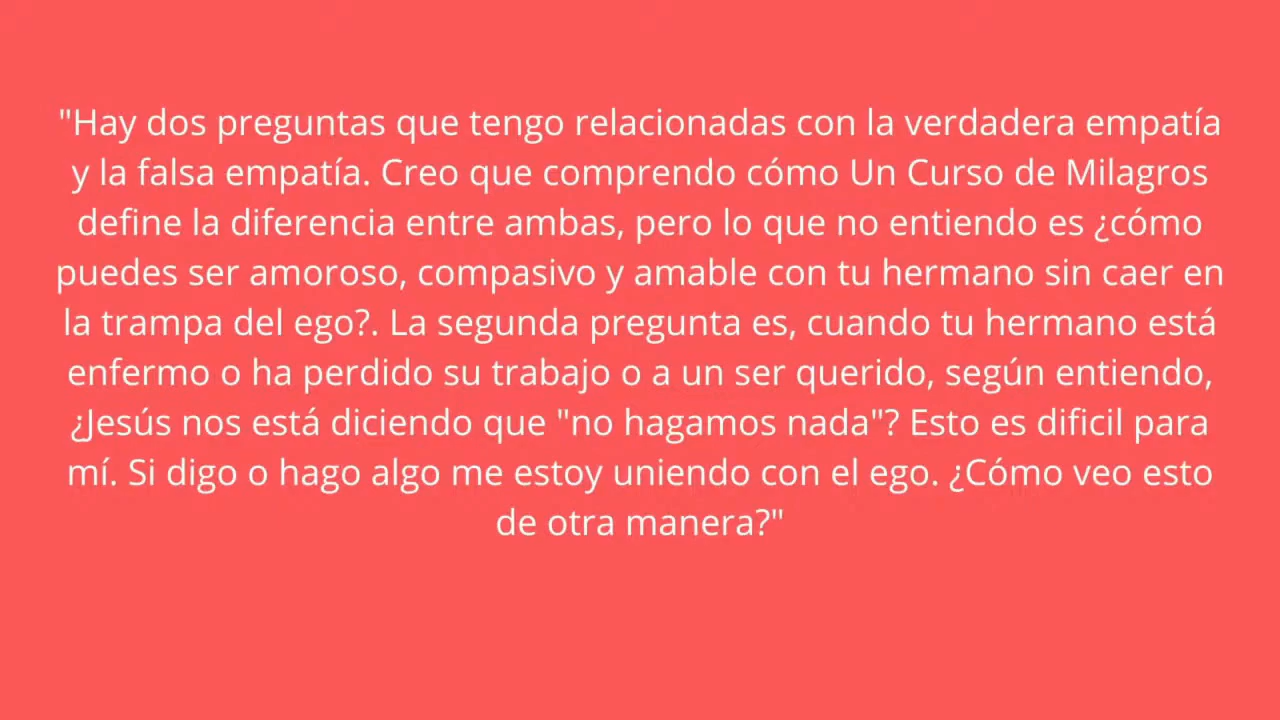 "Hay dos preguntas que tengo relacionadas con la verdadera empatía
y la falsa empatía. Creo que comprendo cómo Un Curso de Milagros
define la diferencia entre ambas, pero lo que no entiendo es ¿cómo
puedes ser amoroso, compasivo y amable con tu hermano sin caer en
la trampa del ego?. La segunda pregunta es, cuando tu hermano está
enfermo o ha perdido su trabajo o a un ser querido, según entiendo,
¿Jesús nos está diciendo que "no hagamos nada"? Esto es dificil para
mí. Si digo o hago algo me estoy uniendo con el ego. ¿Cómo veo esto
de otra manera?"